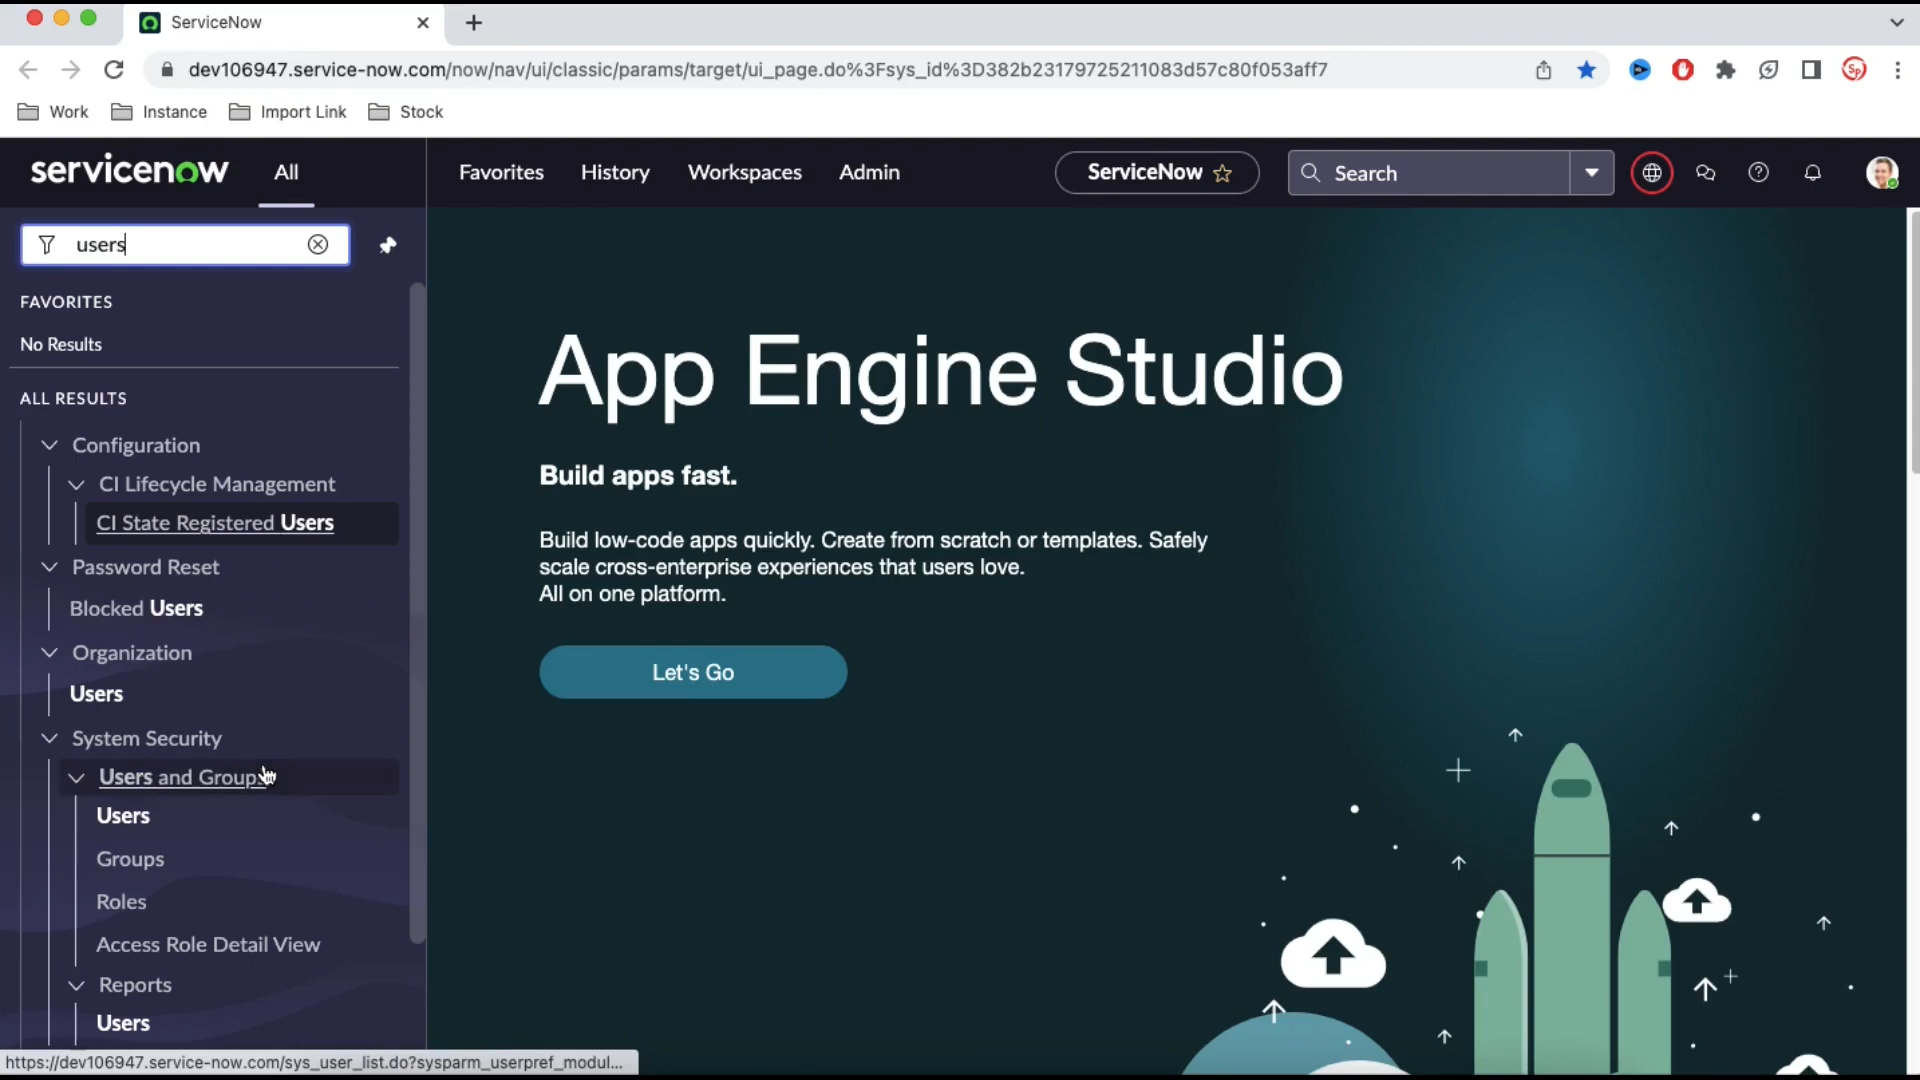 ServiceNow
dev106947.service-now.com/now/nav/ui/classic/params/target/ui_page.do%3Fsys_id%3D382b23179725211083d57c80f053aff7
Sp
Work Instance Import Link Stock
servicenow All Favorites History Workspaces Admin ServiceNow Search
users
FAVORITES
No Results
ALL RESULTS
Configuration
CI Lifecycle Management
CI State Registered Users
Password Reset
Blocked Users
Organization
Users
System Security
Users and Groups
Users
Groups
Roles
Access Role Detail View
Reports
Users
https://dev106947.service-now.com/sys_user_list.do?sysparm_userpref_modul...
App Engine Studio
Build apps fast.
Build low-code apps quickly. Create from scratch or templates. Safely
scale cross-enterprise experiences that users love.
All on one platform.
Let's Go